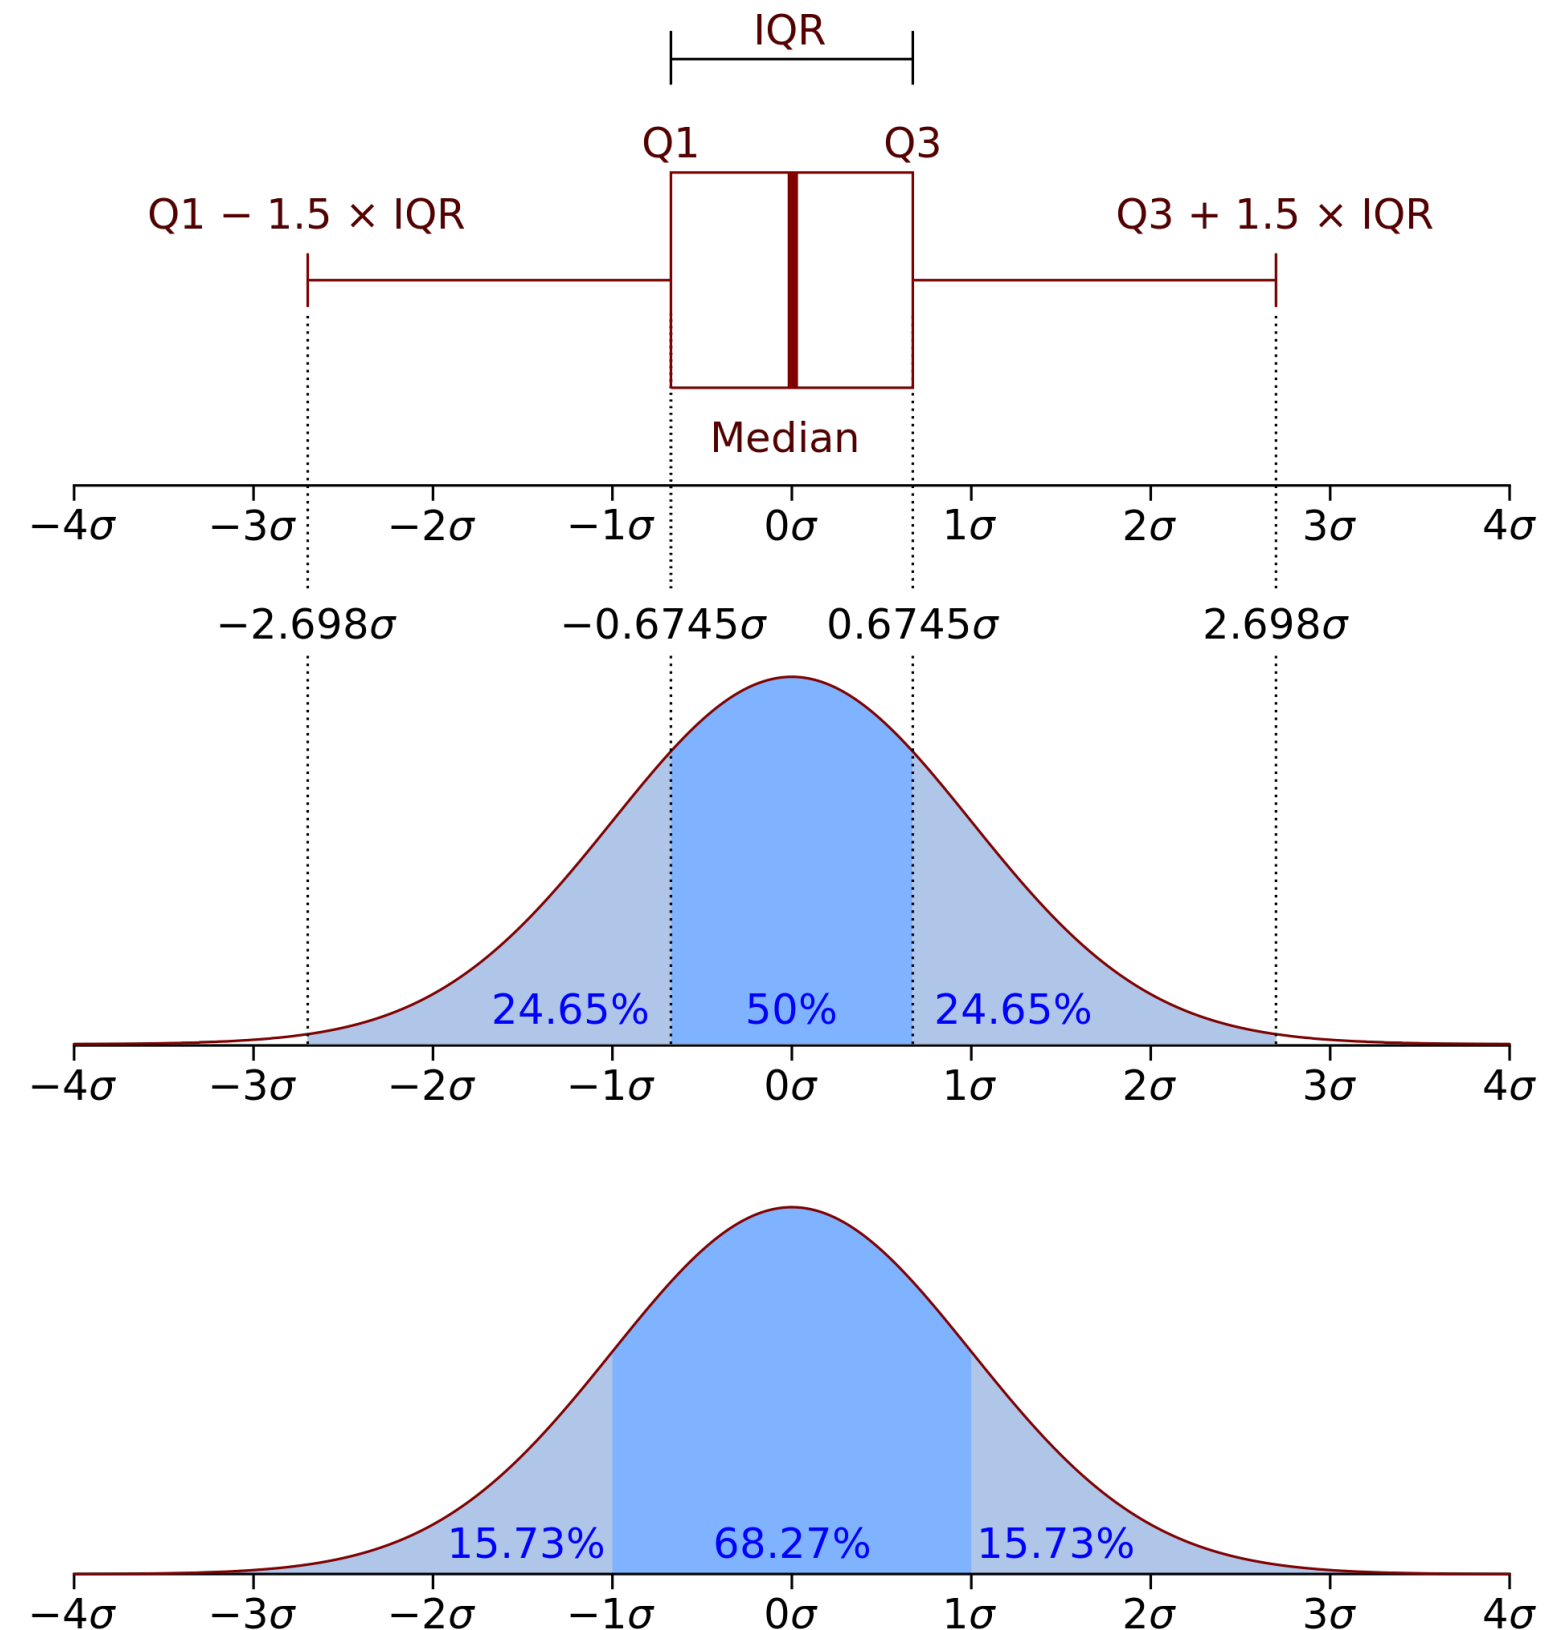 IQR
Q1 Q3
Q1 − 1.5 × IQR Q3 + 1.5 × IQR
Median
−4σ −3σ −2σ −1σ 0σ 1σ 2σ 3σ 4σ
−2.698σ −0.6745σ 0.6745σ 2.698σ
24.65% 50% 24.65%
−4σ −3σ −2σ −1σ 0σ 1σ 2σ 3σ 4σ
15.73% 68.27% 15.73%
−4σ −3σ −2σ −1σ 0σ 1σ 2σ 3σ 4σ